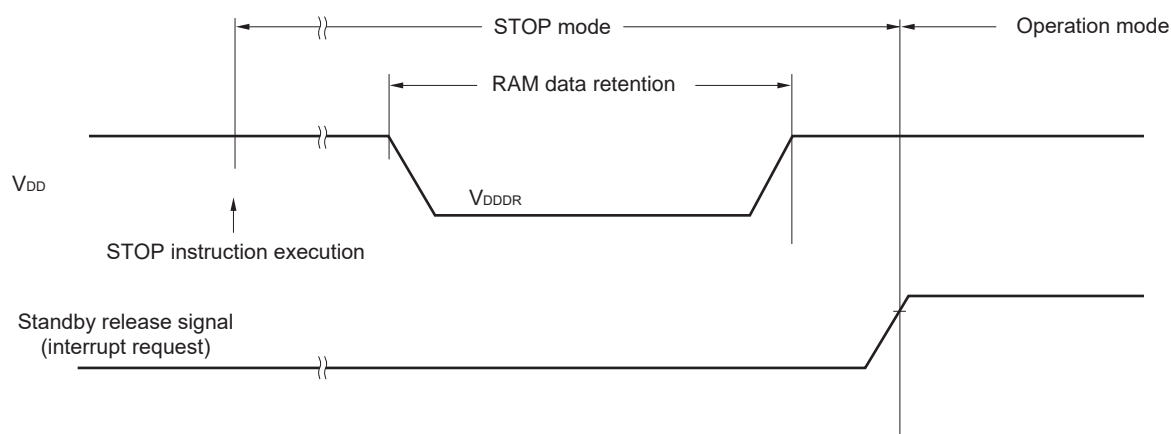 STOP mode
Operation mode
RAM data retention
VDD
VDDDR
STOP instruction execution
Standby release signal
(interrupt request)